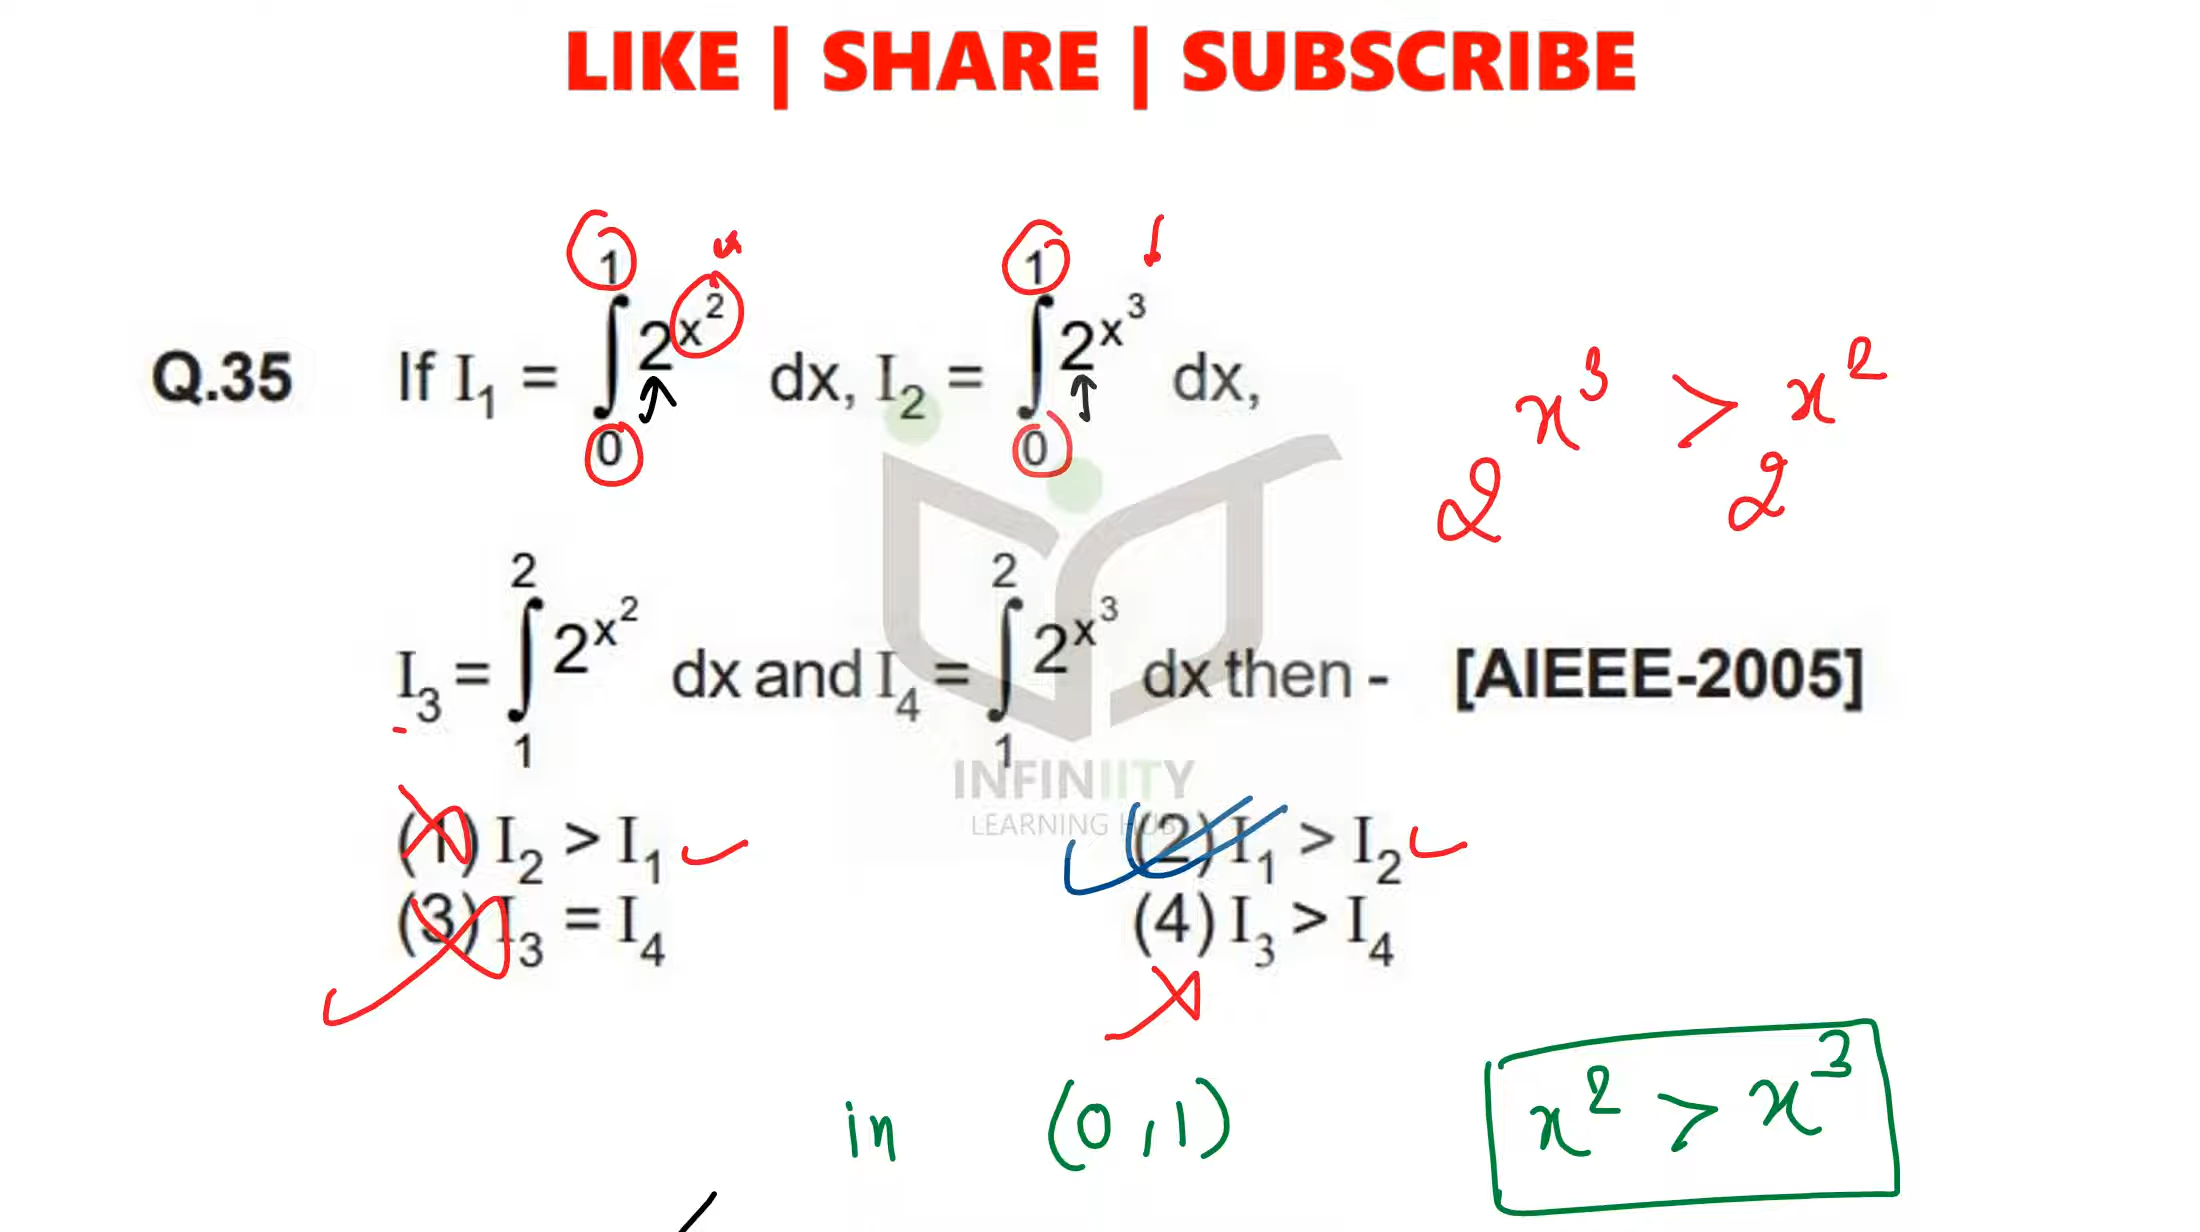 LIKE | SHARE | SUBSCRIBE
Q.35 If I₁ = ∫₀¹ 2^(x²) dx, I₂ = ∫₀¹ 2^(x³) dx,
2^(x³) > 2^(x²)
I₃ = ∫₁² 2^(x²) dx and I₄ = ∫₁² 2^(x³) dx then - [AIEEE-2005]
INFINIITY
LEARNING HUB
(1) I₂ > I₁ (2) I₁ > I₂
(3) I₃ = I₄ (4) I₃ > I₄
in (0,1) x² > x³